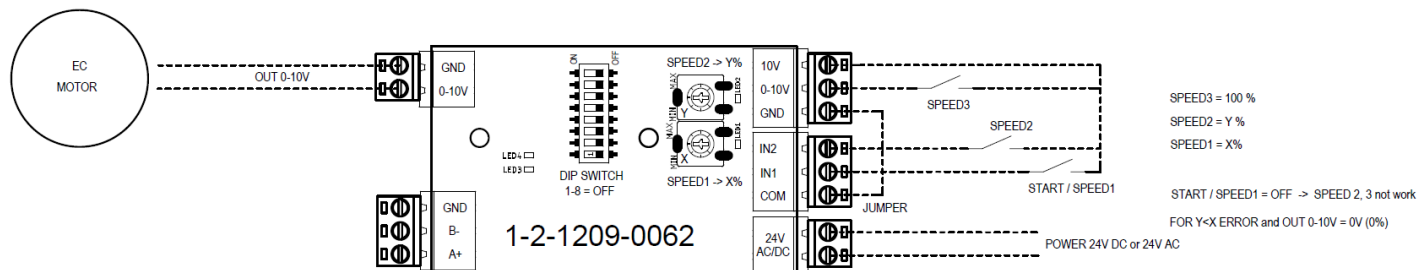 EC
MOTOR
OUT 0-10V
GND
0-10V
ON
OFF
SPEED2 -> Y%
MAX
MIN
Y
LED2
MAX
MIN
X
LED1
SPEED1 -> X%
1
DIP SWITCH
1-8 = OFF
LED4
LED3
GND
B-
A+
1-2-1209-0062
10V
0-10V
GND
IN2
IN1
COM
24V
AC/DC
SPEED3
SPEED2
START / SPEED1
JUMPER
POWER 24V DC or 24V AC
SPEED3 = 100 %
SPEED2 = Y %
SPEED1 = X%
START / SPEED1 = OFF -> SPEED 2, 3 not work
FOR Y<X ERROR and OUT 0-10V = 0V (0%)